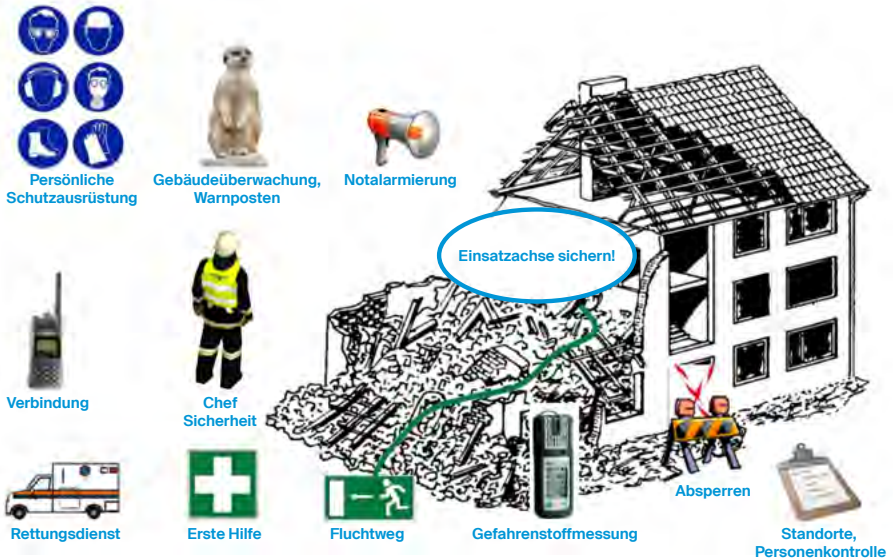 Persönliche
Schutzausrüstung
Gebäudeüberwachung,
Warnposten
Notalarmierung
Einsatzachse sichern!
Verbindung
Chef
Sicherheit
Absperren
Rettungsdienst
Erste Hilfe
Fluchtweg
Gefahrenstoffmessung
Standorte,
Personenkontrolle